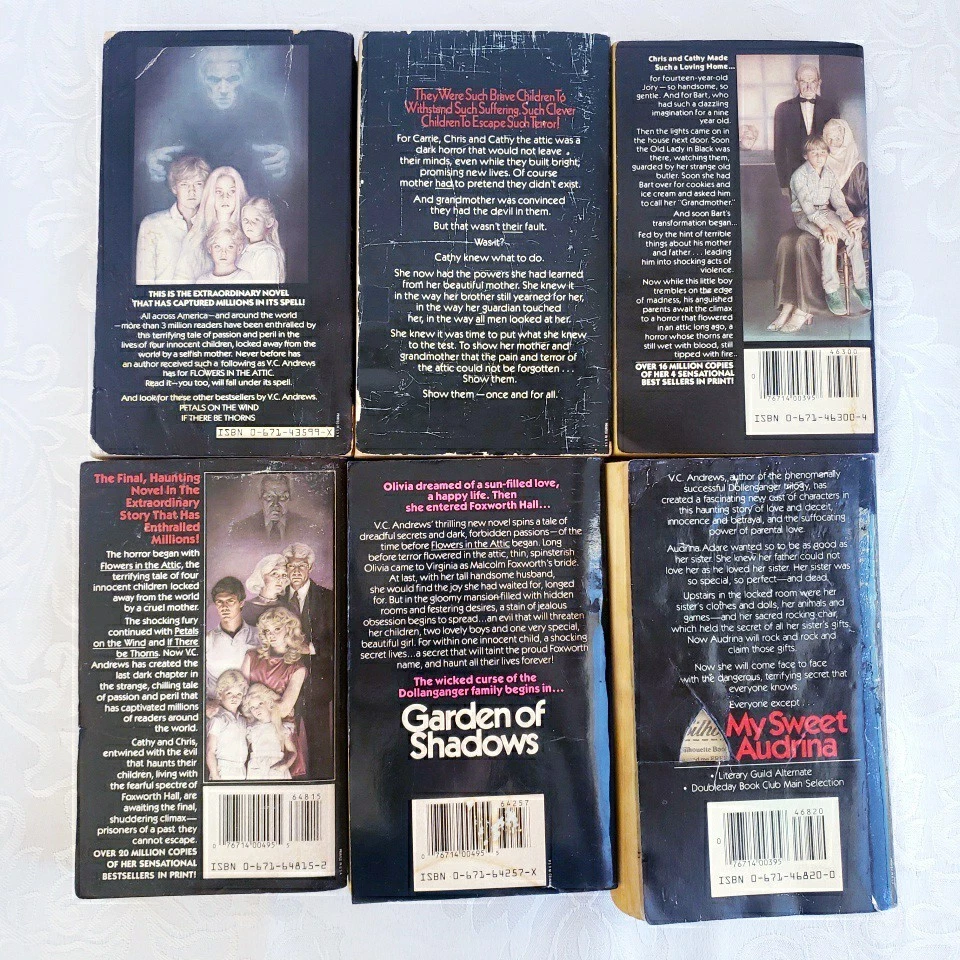 THIS IS THE EXTRAORDINARY NOVEL
THAT HAS CAPTURED MILLIONS IN ITS SPELL!
All across America—and around the world
—more than 3 million readers have been enthralled by
this terrifying tale of passion and peril in the
lives of four innocent children, locked away from the
world by a selfish mother. Never before has
an author received such a following as V.C. Andrews
has for FLOWERS IN THE ATTIC.
Read it—you too, will fall under its spell.
And look for these other bestsellers by V.C. Andrews.
PETALS ON THE WIND
IF THERE BE THORNS
ISBN 0-671-43599-X
They Were Such Brave Children To
Withstand Such Suffering. Such Clever
Children To Escape Such Terror!
For Carrie, Chris and Cathy the attic was a
dark horror that would not leave
their minds, even while they built bright,
promising new lives. Of course
mother had to pretend they didn't exist.
And grandmother was convinced
they had the devil in them.
But that wasn't their fault.
Was it?
Cathy knew what to do.
She now had the powers she had learned
from her beautiful mother. She knew it
in the way her brother still yearned for her,
in the way her guardian touched
her, in the way all men looked at her.
She knew it was time to put what she knew
to the test. To show her mother and
grandmother that the pain and terror of
the attic could not be forgotten . . .
Show them.
Show them—once and for all.
Chris and Cathy Made
Such a Loving Home...
for fourteen-year-old
Jory—so handsome, so
gentle. And for Bart, who
had such a dazzling
imagination for a nine
year old.
Then the lights came on in
the house next door. Soon
the Old Lady in Black was
there, watching them,
guarded by her strange old
butler. Soon she had
Bart over for cookies and
ice cream and asked him
to call her "Grandmother."
And soon Bart's
transformation began...
Fed by the hint of terrible
things about his mother
and father . . . leading
him into shocking acts of
violence.
Now while this little boy
trembles on the edge
of madness, his anguished
parents await the climax
to a horror that flowered
in an attic long ago, a
horror whose thorns are
still wet with blood, still
tipped with fire...
OVER 16 MILLION COPIES
OF HER 4 SENSATIONAL
BEST SELLERS IN PRINT!
46300
0 76714 00395
ISBN 0-671-46300-4
The Final, Haunting
Novel In The
Extraordinary
Story That Has
Enthralled
Millions!
The horror began with
Flowers in the Attic, the
terrifying tale of four
innocent children locked
away from the world
by a cruel mother.
The shocking fury
continued with Petals
on the Wind and If There
be Thorns. Now V.C.
Andrews has created the
last dark chapter in
the strange, chilling tale
of passion and peril that
has captivated millions
of readers around
the world.
Cathy and Chris,
entwined with the evil
that haunts their
children, living with
the fearful spectre of
Foxworth Hall, are
awaiting the final,
shuddering climax—
prisoners of a past they
cannot escape.
OVER 20 MILLION COPIES
OF HER SENSATIONAL
BESTSELLERS IN PRINT!
64815
0 76714 00495 5
ISBN 0-671-64815-2
Olivia dreamed of a sun-filled love,
a happy life. Then
she entered Foxworth Hall...
V.C. Andrews' thrilling new novel spins a tale of
dreadful secrets and dark, forbidden passions—of the
time before Flowers in the Attic began. Long
before terror flowered in the attic, thin, spinsterish
Olivia came to Virginia as Malcolm Foxworth's bride.
At last, with her tall handsome husband,
she would find the joy she had waited for, longed
for. But in the gloomy mansion filled with hidden
rooms and festering desires, a stain of jealous
obsession begins to spread...an evil that will threaten
her children, two lovely boys and one very special,
beautiful girl. For within one innocent child, a shocking
secret lives...a secret that will taint the proud Foxworth
name, and haunt all their lives forever!
The wicked curse of the
Dollanganger family begins in...
Garden of
Shadows
64257
0 76714 00495
ISBN 0-671-64257-X
V.C. Andrews, author of the phenomenally
successful Dollanganger trilogy, has
created a fascinating new cast of characters in
this haunting story of love and deceit,
innocence and betrayal, and the suffocating
power of parental love.
Audrina Adare wanted so to be as good as
her sister. She knew her father could not
love her as he loved her sister. Her sister was
so special, so perfect—and dead.
Upstairs in the locked room were her
sister's clothes and dolls, her animals and
games—and her sacred rocking chair,
which held the secret of all her sister's gifts.
Now Audrina will rock and rock and
claim those gifts.
Now she will come to face
with the dangerous, terrifying secret that
everyone knows.
Everyone except . . .
My Sweet
Audrina
• Literary Guild Alternate
• Doubleday Book Club Main Selection
46820
0 76714 00395
ISBN 0-671-46820-0